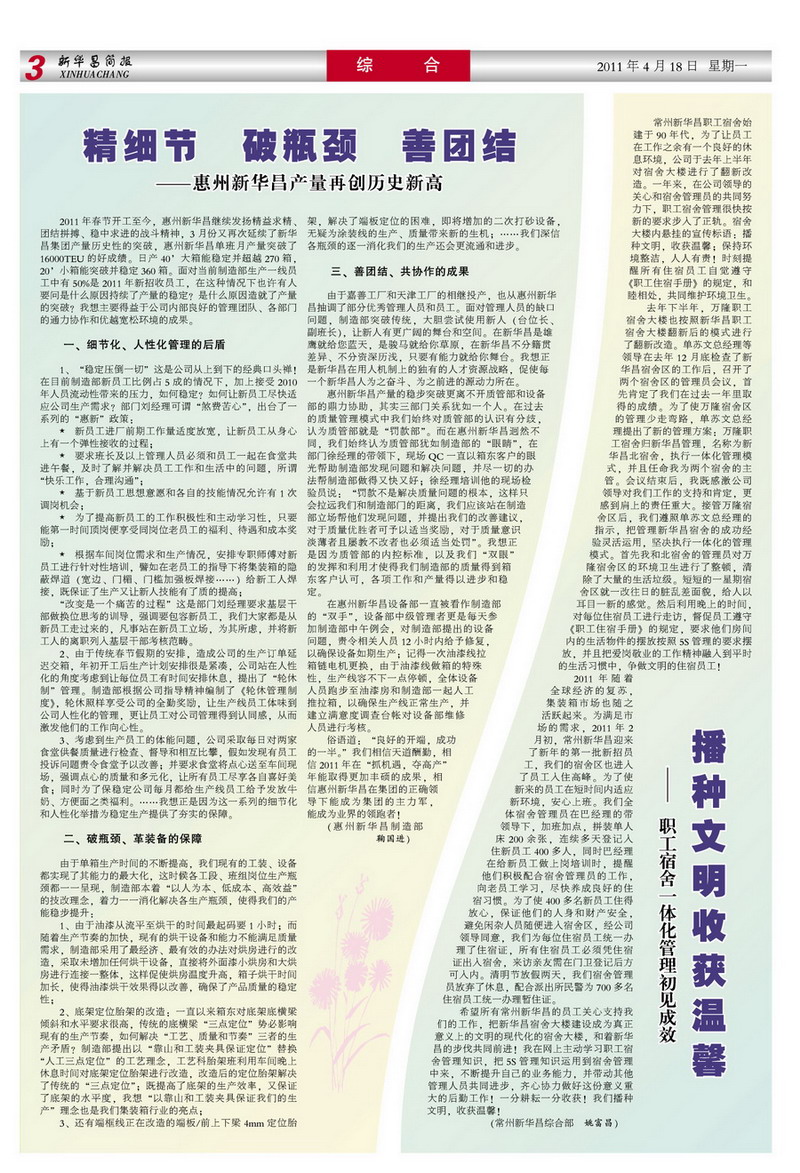 3
新华昌简报
XINHUACHANG
综 合
2011 年 4 月 18 日 星期一
精细节 破瓶颈 善团结
——惠州新华昌产量再创历史新高
2011 年春节开工至今，惠州新华昌继续发扬精益求精、
团结拼搏、稳中求进的战斗精神，3 月份又再次延续了新华
昌集团产量历史性的突破，惠州新华昌单班月产量突破了
16000TEU 的好成绩。日产 40’大箱能稳定并超越 270 箱，
20’小箱能突破并稳定 360 箱。面对当前制造部生产一线员
工中有 50%是 2011 年新招收员工，在这种情况下也许有人
要问是什么原因持续了产量的稳定？是什么原因造就了产量
的突破？我想主要得益于公司内部良好的管理团队、各部门
的通力协作和优越宽松环境的成果。
一、细节化、人性化管理的后盾
1、“稳定压倒一切”这是公司从上到下的经典口头禅！
在目前制造部新员工比例占 5 成的情况下，加上接受 2010
年人员流动性带来的压力，如何稳定？如何让新员工尽快适
应公司生产需求？部门刘经理可谓“煞费苦心”，出台了一
系列的“惠新”政策：
* 新员工进厂前期工作量适度放宽，让新员工从身心
上有一个弹性接收的过程；
* 要求班长及以上管理人员必须和员工一起在食堂共
进午餐，及时了解并解决员工工作和生活中的问题，所谓
“快乐工作，合理沟通”；
* 基于新员工思想意愿和各自的技能情况允许有 1 次
调岗机会；
* 为了提高新员工的工作积极性和主动学习性，只要
能第一时间顶岗便享受同岗位老员工的福利、待遇和成本奖
励；
* 根据车间岗位需求和生产情况，安排专职师傅对新
员工进行针对性培训，譬如在老员工的指导下将集装箱的隐
蔽焊道（宽边、门楣、门槛加强板焊接……）给新工人焊
接，既保证了生产又让新人技能有了质的提高；
“改变是一个痛苦的过程”这是部门刘经理要求基层干
部做换位思考的训导，强调要包容新员工，我们大家都是从
新员工走过来的，凡事站在新员工立场，为其所虑，并将新
工人的离职列入基层干部考核范畴。
2、由于传统春节假期的安排，造成公司的生产订单延
迟交箱，年初开工后生产计划安排很是紧凑，公司站在人性
化的角度考虑到让每位员工有时间安排休息，提出了“轮休
制”管理。制造部根据公司指导精神编制了《轮休管理制
度》，轮休照样享受公司的全勤奖励，让生产线员工体味到
公司人性化的管理，更让员工对公司管理得到认同感，从而
激发他们的工作向心性。
3、考虑到生产员工的体能问题，公司采取每日对两家
食堂供餐质量进行检查、督导和相互比攀，假如发现有员工
投诉问题责令食堂予以改善；并要求食堂将点心送至车间现
场，强调点心的质量和多元化，让所有员工尽享各自喜好美
食；同时为了保稳定公司每月都给生产线员工给予发放牛
奶、方便面之类福利。……我想正是因为这一系列的细节化
和人性化举措为稳定生产提供了夯实的保障。
二、破瓶颈、革装备的保障
由于单箱生产时间的不断提高，我们现有的工装、设备
都实现了其能力的最大化，这时候各工段、班组岗位生产瓶
颈都一一呈现，制造部本着“以人为本、低成本、高效益”
的技改理念，着力一一消化解决各生产瓶颈，使得我们的产
能稳步提升；
1、由于油漆从流平至烘干的时间最起码要 1 小时；而
随着生产节奏的加快，现有的烘干设备和能力不能满足质量
需求，制造部采用了最经济、最有效的办法对烘房进行的改
造，采取未增加任何烘干设备，直接将外面漆小烘房和大烘
房进行连接一整体，这样促使烘房温度升高，箱子烘干时间
加长，使得油漆烘干效果得以改善，确保了产品质量的稳定
性；
2、底架定位胎架的改造：一直以来箱东对底架底横梁
倾斜和水平要求很高，传统的底横梁“三点定位”势必影响
现有的生产节奏，如何解决“工艺、质量和节奏”三者的生
产矛盾？制造部提出以“靠山和工装夹具保证定位”替换
“人工三点定位”的工艺理念，工艺科胎架班利用车间晚上
休息时间对底架定位胎架进行改造，改造后的定位胎架解决
了传统的“三点定位”；既提高了底架的生产效率，又保证
了底架的水平度，我想“以靠山和工装夹具保证我们的生
产”理念也是我们集装箱行业的亮点；
3、还有端框线正在改造的端板/前上下梁 4mm 定位胎
架，解决了端板定位的困难，即将增加的二次打砂设备，
无疑为涂装线的生产、质量带来新的生机；……我们深信
各瓶颈的逐一消化我们的生产还会更流通和进步。
三、善团结、共协作的成果
由于嘉善工厂和天津工厂的相继投产，也从惠州新华
昌抽调了部分优秀管理人员和员工。面对管理人员的缺口
问题，制造部突破传统，大胆尝试使用新人（台位长、
副班长），让新人有更广阔的舞台和空间。在新华昌是雄
鹰就给您蓝天，是骏马就给你草原，在新华昌不分籍贯
差异、不分资深历浅，只要有能力就给你舞台。我想正
是新华昌在用人机制上的独有的人才资源战略，促使每
一个新华昌人为之奋斗、为之前进的源动力所在。
惠州新华昌产量的稳步突破更离不开质管部和设备
部的鼎力协助，其实三部门关系犹如一个人。在过去
的质量管理模式中我们始终对质管部的认识有分歧，
认为质管部就是“罚款部”。而在惠州新华昌迥然不
同，我们始终认为质管部犹如制造部的“眼睛”，在
部门徐经理的带领下，现场 QC 一直以箱东客户的眼
光帮助制造部发现问题和解决问题，并尽一切的办
法帮制造部做得又快又好；徐经理培训他的现场检
验员说：“罚款不是解决质量问题的根本，这样只
会拉远我们和制造部门的距离，我们应该站在制造
部立场帮他们发现问题，并提出我们的改善建议，
对于质量优胜者可予以适当奖励，对于质量意识
淡薄者且屡教不改者也必须适当处罚”。我想正
是因为质管部的内控标准，以及我们“双眼”
的发挥和利用才使得我们制造部的质量得到箱
东客户认可，各项工作和产量得以进步和稳
定。
在惠州新华昌设备部一直被看作制造部
的“双手”，设备部中级管理者更是每天参
加制造部中午例会，对制造部提出的设备
问题，责令相关人员 12 小时内给予修复，
以确保设备如期生产；记得一次油漆线拉
箱链电机更换，由于油漆线做箱的特殊
性，生产线容不下一点停顿，全体设备
人员跑步至油漆房和制造部一起人工
推拉箱，以确保生产线正常生产，并
建立满意度调查台帐对设备部维修
人员进行考核。
俗语道：“良好的开端，成功
的一半。”我们相信天道酬勤，相
信 2011 年在“抓机遇，夺高产”
年能取得更加丰硕的成果，相
信惠州新华昌在集团的正确领
导下能成为集团的主力军，
能成为业界的领跑者！
（惠州新华昌制造部
鞠国进）
常州新华昌职工宿舍始
建于 90 年代，为了让员工
在工作之余有一个良好的休
息环境，公司于去年上半年
对宿舍大楼进行了翻新改
造。一年来，在公司领导的
关心和宿舍管理员的共同努
力下，职工宿舍管理很快按
新的要求步入了正轨。宿舍
大楼内悬挂的宣传标语：播
种文明，收获温馨；保持环
境整洁，人人有责！时刻提
醒所有住宿员工自觉遵守
《职工住宿手册》的规定，和
睦相处，共同维护环境卫生。
去年下半年，万隆职工
宿舍大楼也按照新华昌职工
宿舍大楼翻新后的模式进行
了翻新改造。单苏文总经理等
领导在去年 12 月底检查了新
华昌宿舍区的工作后，召开了
两个宿舍区的管理员会议，首
先肯定了我们在过去一年里取
得的成绩。为了使万隆宿舍区
的管理少走弯路，单苏文总经
理提出了新的管理方案：万隆职
工宿舍归新华昌管理，名称为新
华昌北宿舍，执行一体化管理模
式，并且任命我为两个宿舍的主
管。会议结束后，我既感激公司
领导对我们工作的支持和肯定，更
感到肩上的责任重大。接管万隆宿
舍区后，我们遵照单苏文总经理的
指示，把管理新华昌宿舍的成功经
验灵活运用，坚决执行一体化的管理
模式。首先我和北宿舍的管理员对万
隆宿舍区的环境卫生进行了整顿，清
除了大量的生活垃圾。短短的一星期宿
舍区就一改往日的脏乱差面貌，给人以
耳目一新的感觉。然后利用晚上的时间，
对每位住宿员工进行走访，督促员工遵守
《职工住宿手册》的规定，要求他们房间
内的生活物件的摆放按照 5S 管理的要求摆
放，并且把爱岗敬业的工作精神融入到平时
的生活习惯中，争做文明的住宿员工！
2011 年随着
全球经济的复苏，
集装箱市场也随之
活跃起来。为满足市
场的需求，2011 年 2
月初，常州新华昌迎来
了新年的第一批新招员
工，我们的宿舍区也进入
了员工入住高峰。为了使
新来的员工在短时间内适应
新环境，安心上班。我们全
体宿舍管理员在巴经理的带
领导下，加班加点，拼装单人
床 200 余张，连续多天登记入
住新员工 400 多人，同时巴经理
在给新员工做上岗培训时，提醒
他们积极配合宿舍管理员的工作，
向老员工学习，尽快养成良好的住
宿习惯。为了使 400 多名新员工住得
放心，保证他们的人身和财产安全，
避免闲杂人员随便进入宿舍区，经公司
领导同意，我们为每位住宿员工统一办
理了住宿证，所有住宿员工必须凭住宿
证出入宿舍，来访亲友需在门卫登记后方
可入内。清明节放假两天，我们宿舍管理
员放弃了休息，配合派出所民警为 700 多名
住宿员工统一办理暂住证。
希望所有常州新华昌的员工关心支持我
们的工作，把新华昌宿舍大楼建设成为真正
意义上的文明的现代化的宿舍大楼，和着新华
昌的步伐共同前进！我在网上主动学习职工宿
舍管理知识，把 5S 管理知识运用到宿舍管理
中来，不断提升自己的业务能力，并带动其他
管理人员共同进步，齐心协力做好这份意义重
大的后勤工作！一分耕耘一分收获！我们播种
文明，收获温馨！
（常州新华昌综合部 姚富昌）
播种文明收获温馨
——职工宿舍一体化管理初见成效